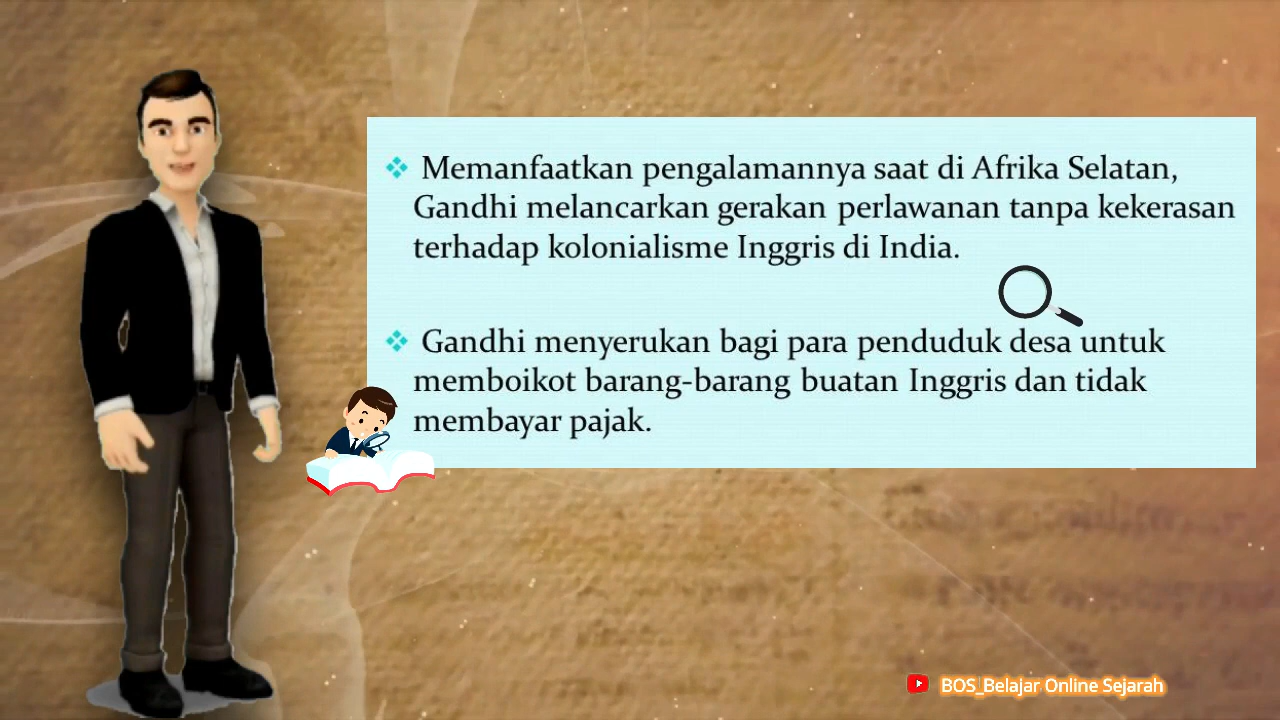 Memanfaatkan pengalamannya saat di Afrika Selatan,
Gandhi melancarkan gerakan perlawanan tanpa kekerasan
terhadap kolonialisme Inggris di India.
Gandhi menyerukan bagi para penduduk desa untuk
memboikot barang-barang buatan Inggris dan tidak
membayar pajak.
BOS_Belajar Online Sejarah